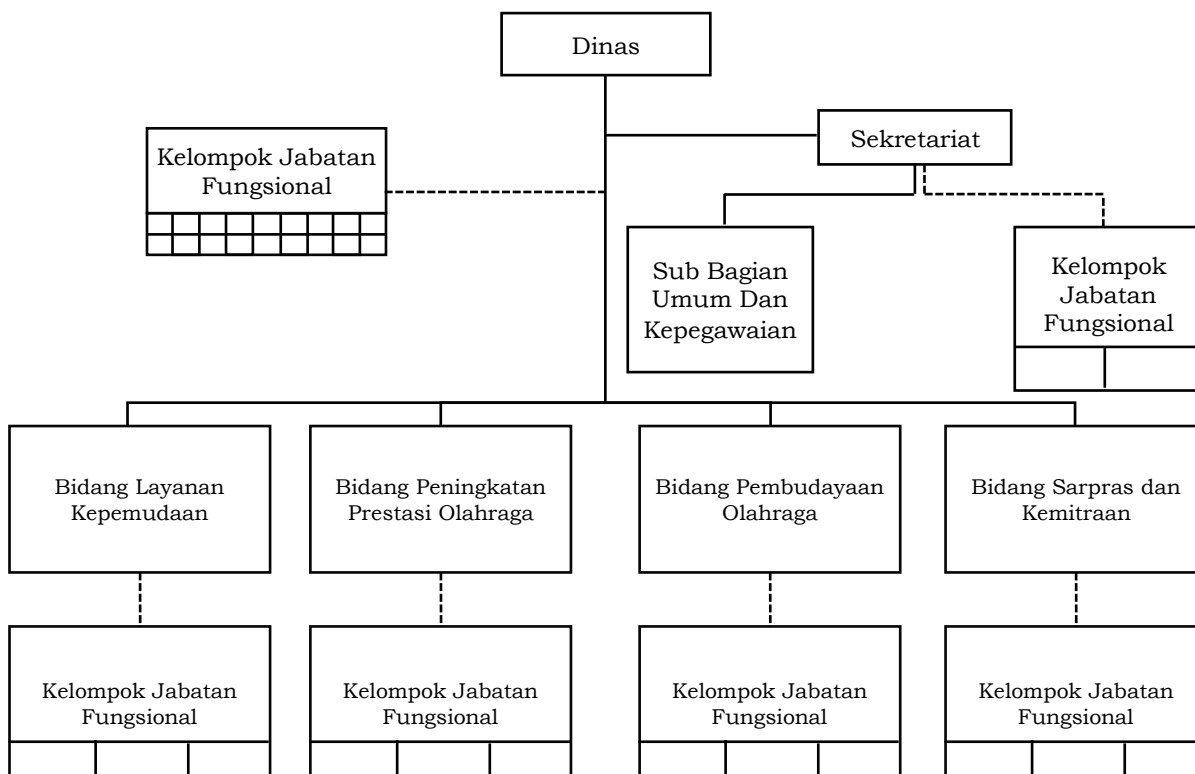 Dinas
Sekretariat
Kelompok Jabatan
Fungsional
Sub Bagian
Umum Dan
Kepegawaian
Kelompok
Jabatan
Fungsional
Bidang Layanan
Kepemudaan
Bidang Peningkatan
Prestasi Olahraga
Bidang Pembudayaan
Olahraga
Bidang Sarpras dan
Kemitraan
Kelompok Jabatan
Fungsional
Kelompok Jabatan
Fungsional
Kelompok Jabatan
Fungsional
Kelompok Jabatan
Fungsional